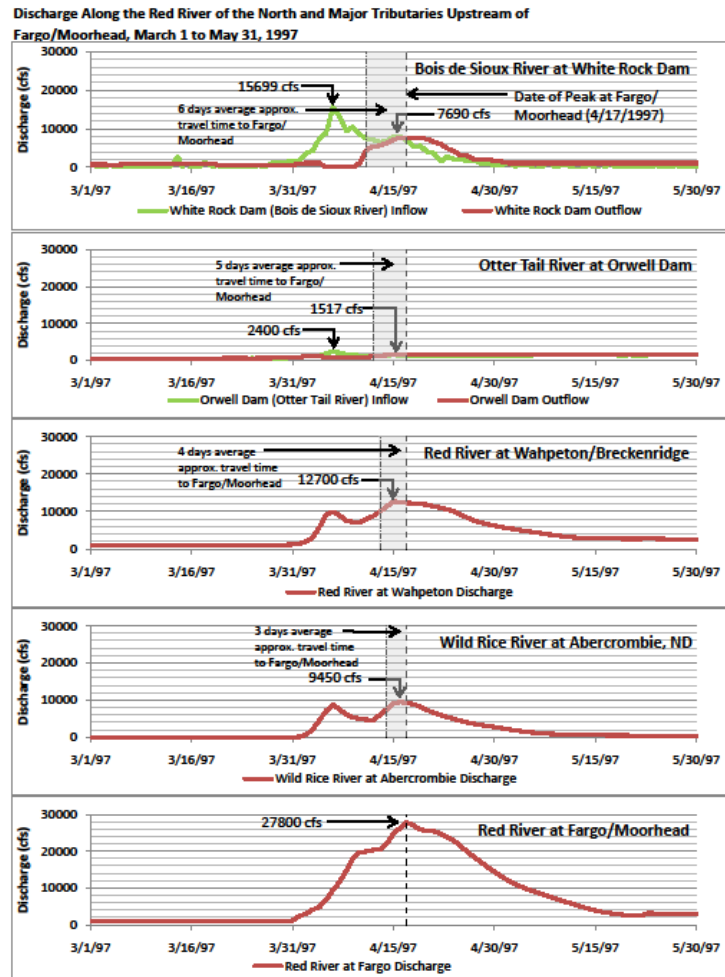 Discharge Along the Red River of the North and Major Tributaries Upstream of
Fargo/Moorhead, March 1 to May 31, 1997
Discharge (cfs)
30000
20000
10000
0
Bois de Sioux River at White Rock Dam
15699 cfs
6 days average approx.
travel time to Fargo/
Moorhead
Date of Peak at Fargo/
Moorhead (4/17/1997)
7690 cfs
3/1/97 3/16/97 3/31/97 4/15/97 4/30/97 5/15/97 5/30/97
White Rock Dam (Bois de Sioux River) Inflow White Rock Dam Outflow
Discharge (cfs)
30000
20000
10000
0
Otter Tail River at Orwell Dam
5 days average approx.
travel time to Fargo/
Moorhead
1517 cfs
2400 cfs
3/1/97 3/16/97 3/31/97 4/15/97 4/30/97 5/15/97 5/30/97
Orwell Dam (Otter Tail River) Inflow Orwell Dam Outflow
Discharge (cfs)
30000
20000
10000
0
Red River at Wahpeton/Breckenridge
4 days average
approx. travel time
to Fargo/Moorhead
12700 cfs
3/1/97 3/16/97 3/31/97 4/15/97 4/30/97 5/15/97 5/30/97
Red River at Wahpeton Discharge
Discharge (cfs)
30000
20000
10000
0
Wild Rice River at Abercrombie, ND
3 days average
approx. travel time
to Fargo/Moorhead
9450 cfs
3/1/97 3/16/97 3/31/97 4/15/97 4/30/97 5/15/97 5/30/97
Wild Rice River at Abercrombie Discharge
Discharge (cfs)
30000
20000
10000
0
Red River at Fargo/Moorhead
27800 cfs
3/1/97 3/16/97 3/31/97 4/15/97 4/30/97 5/15/97 5/30/97
Red River at Fargo Discharge